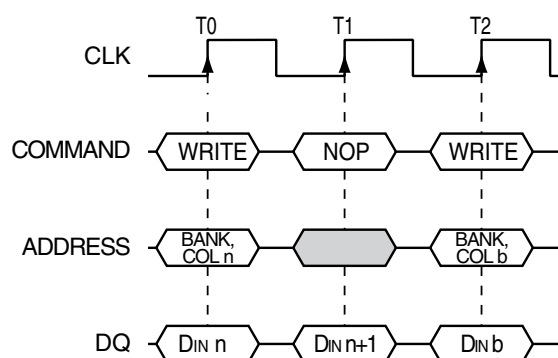 T0 T1 T2
CLK
COMMAND WRITE NOP WRITE
ADDRESS BANK, COL n BANK, COL b
DQ DIN n DIN n+1 DIN b